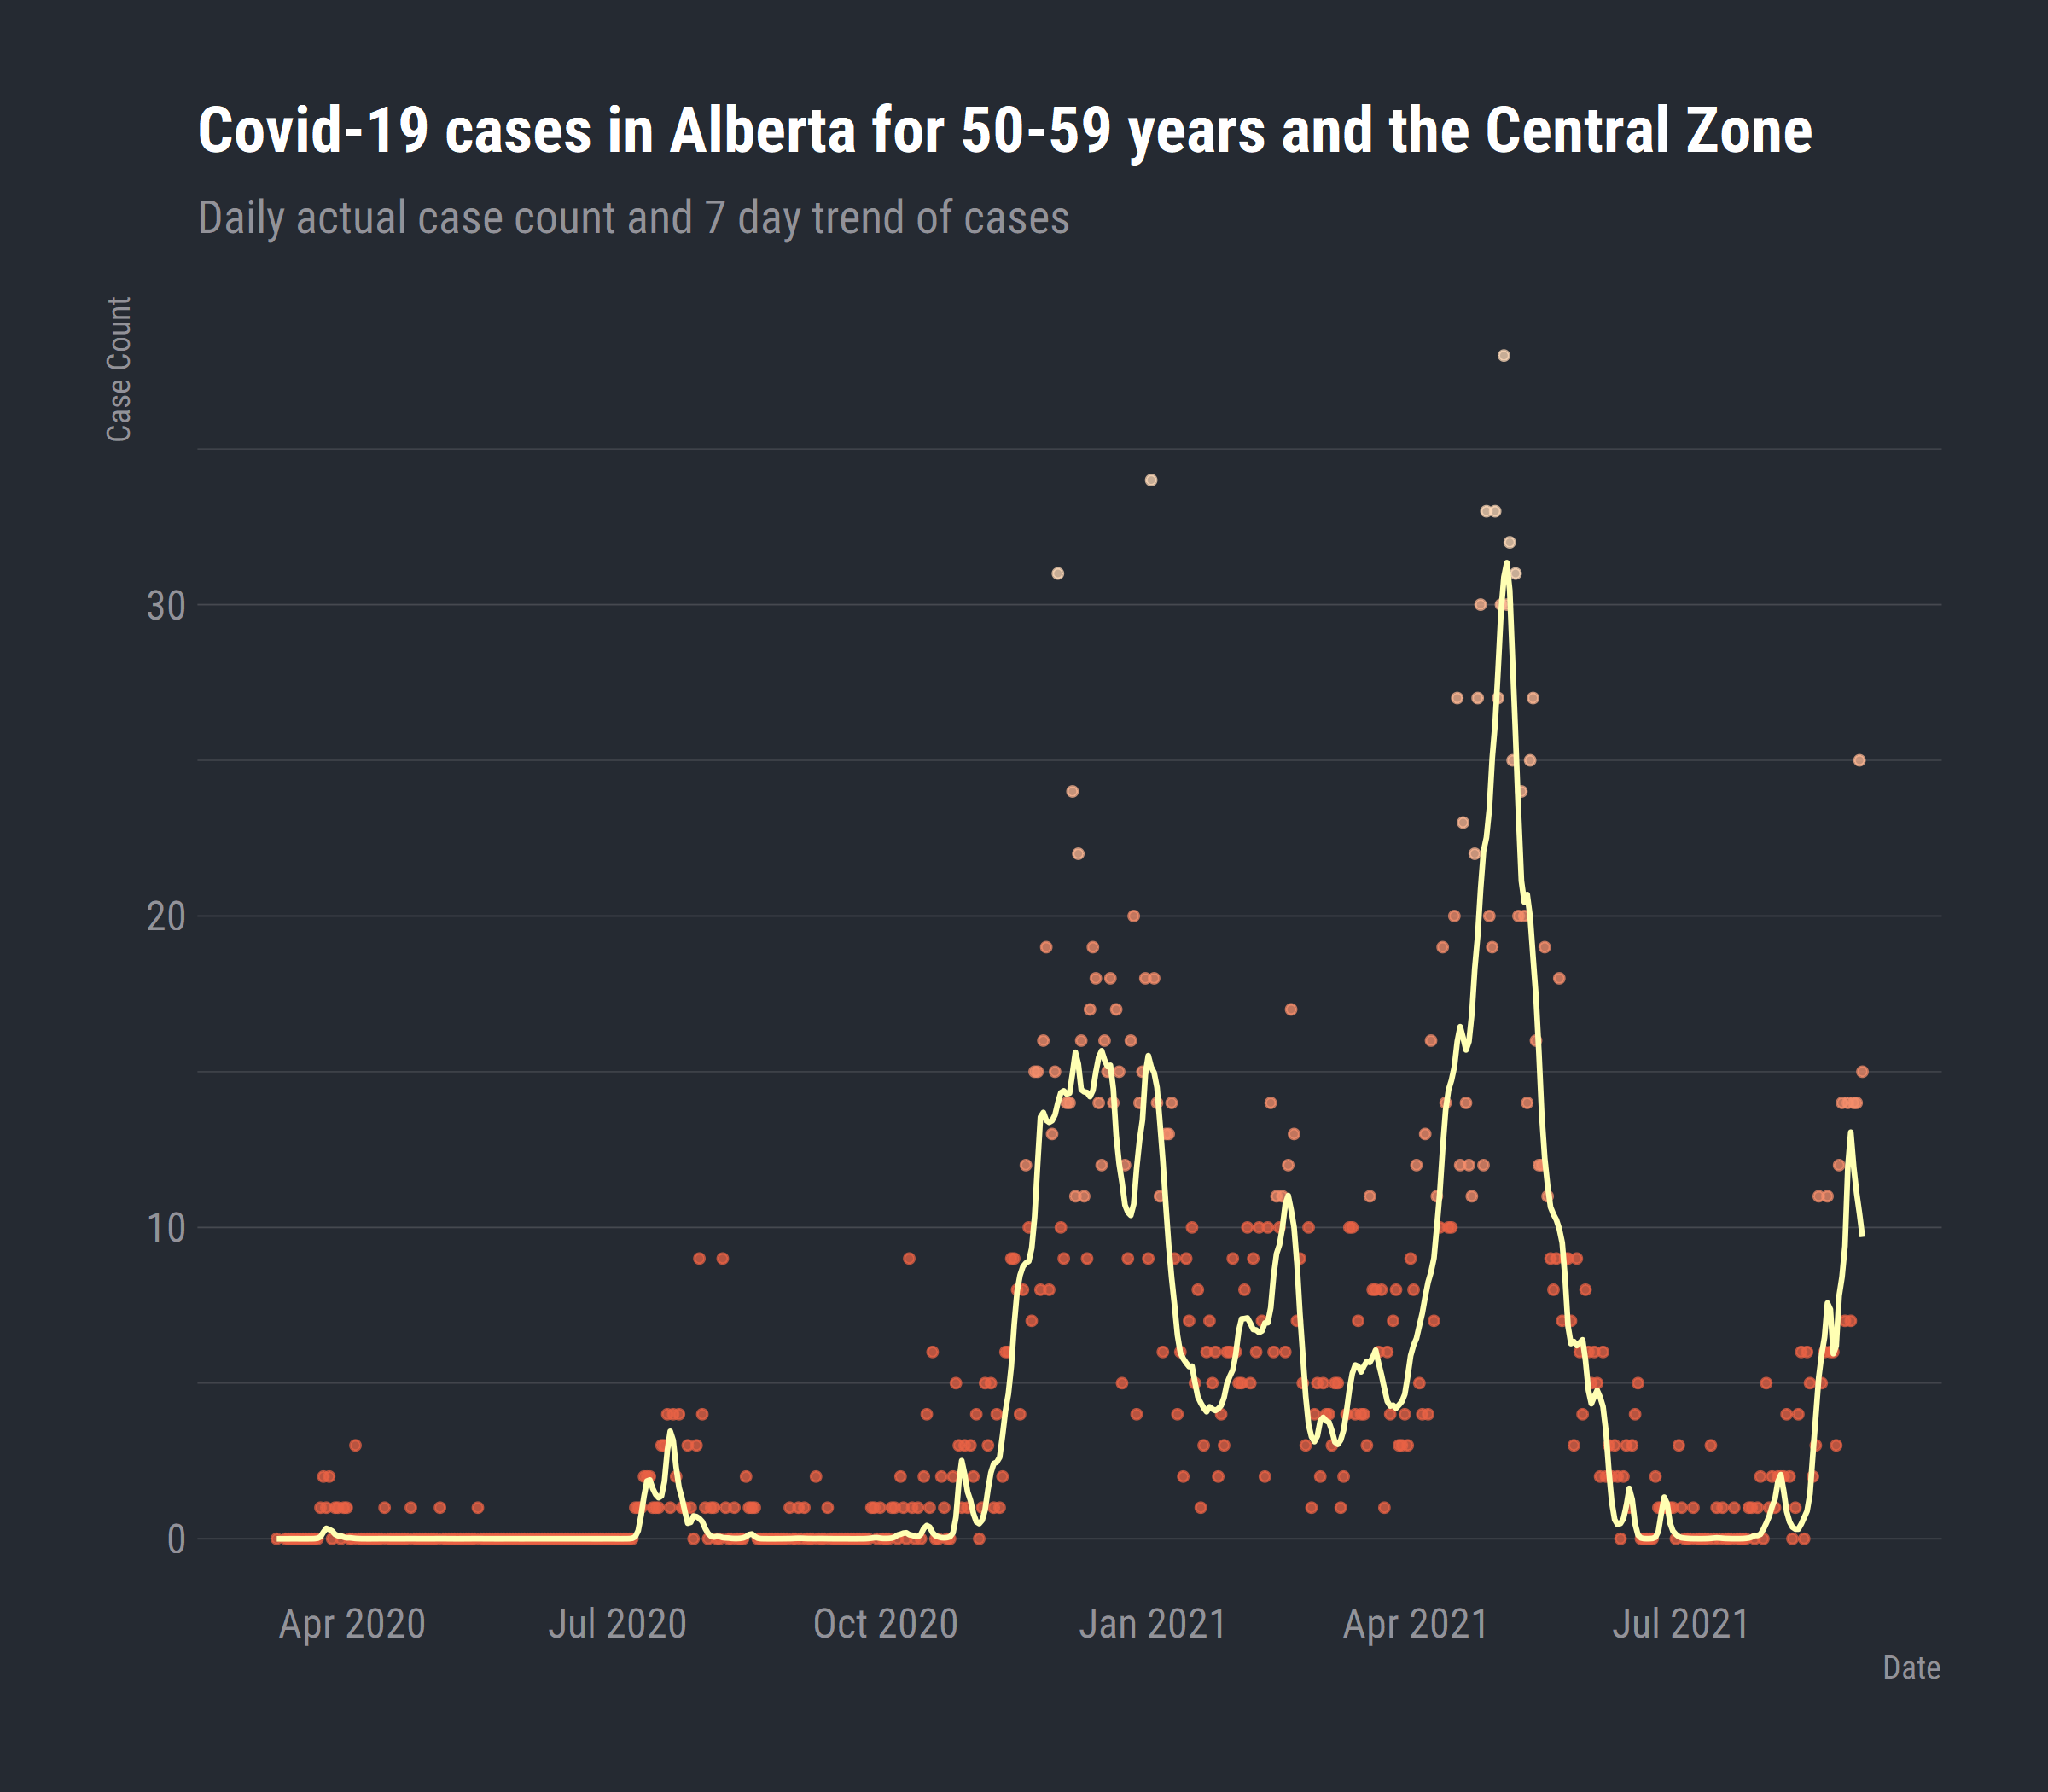 Covid-19 cases in Alberta for 50-59 years and the Central Zone
Daily actual case count and 7 day trend of cases
Case Count
30
20
10
0
Apr 2020
Jul 2020
Oct 2020
Jan 2021
Apr 2021
Jul 2021
Date